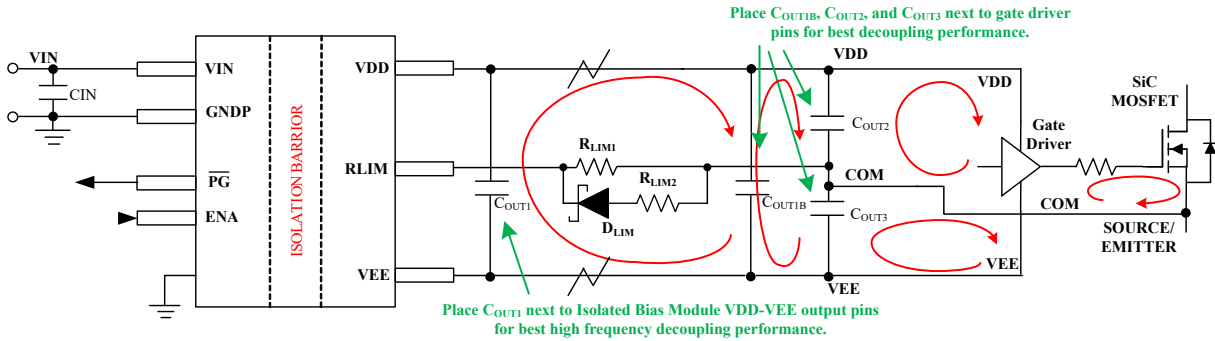 Place COUT1B, COUT2, and COUT3 next to gate driver
pins for best decoupling performance.
VIN
VIN
CIN
GNDP
PG
ENA
ISOLATION BARRIER
VDD
RLIM
VEE
COUT1
RLIM1
RLIM2
DLIM
COUT1B
VDD
COUT2
COM
COUT3
VEE
VDD
Gate
Driver
COM
VEE
SiC
MOSFET
SOURCE/
EMITTER
Place COUT1 next to Isolated Bias Module VDD-VEE output pins
for best high frequency decoupling performance.